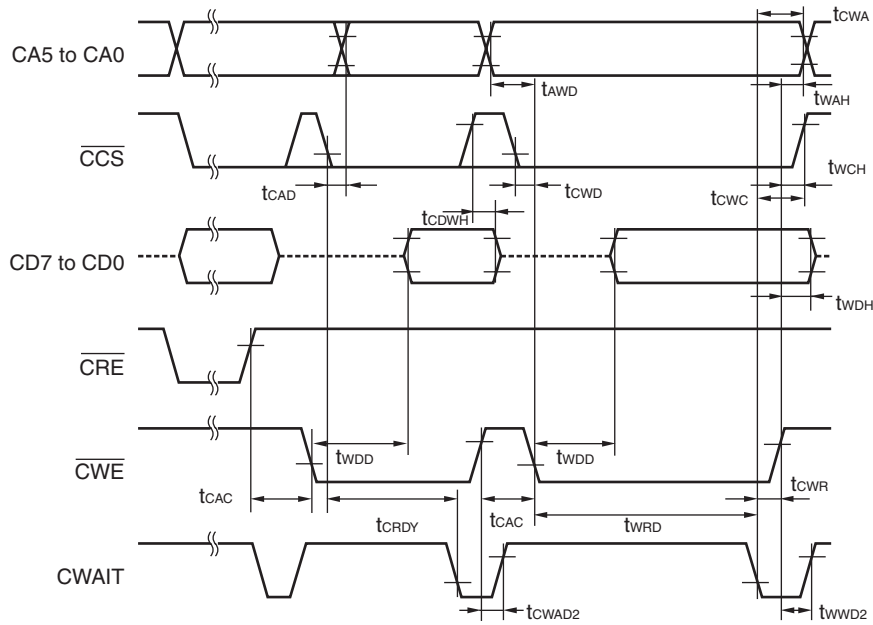 tCWA
CA5 to CA0
tAWD
tWAH
CCS
tCAD
tCWD
tWCH
tCWC
tCDWH
CD7 to CD0
tWDH
CRE
CWE
tWDD
tWDD
tCAC
tCRDY
tCAC
tWRD
tCWR
CWAIT
tCWAD2
tWWD2